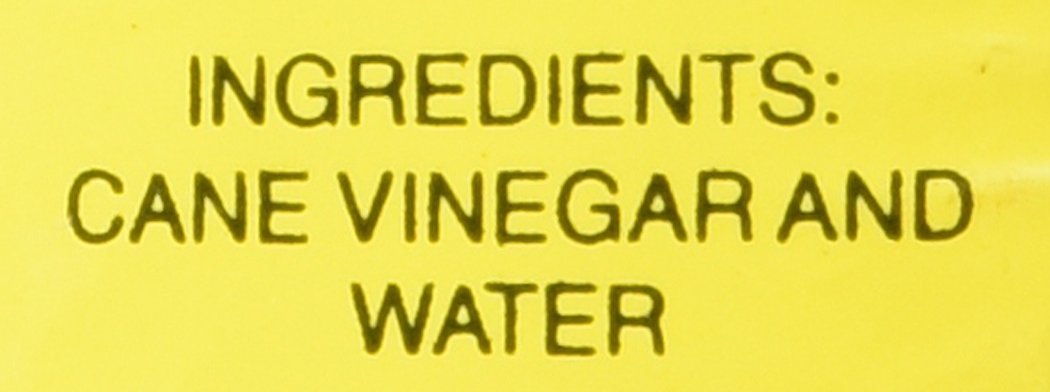 INGREDIENTS:
CANE VINEGAR AND
WATER